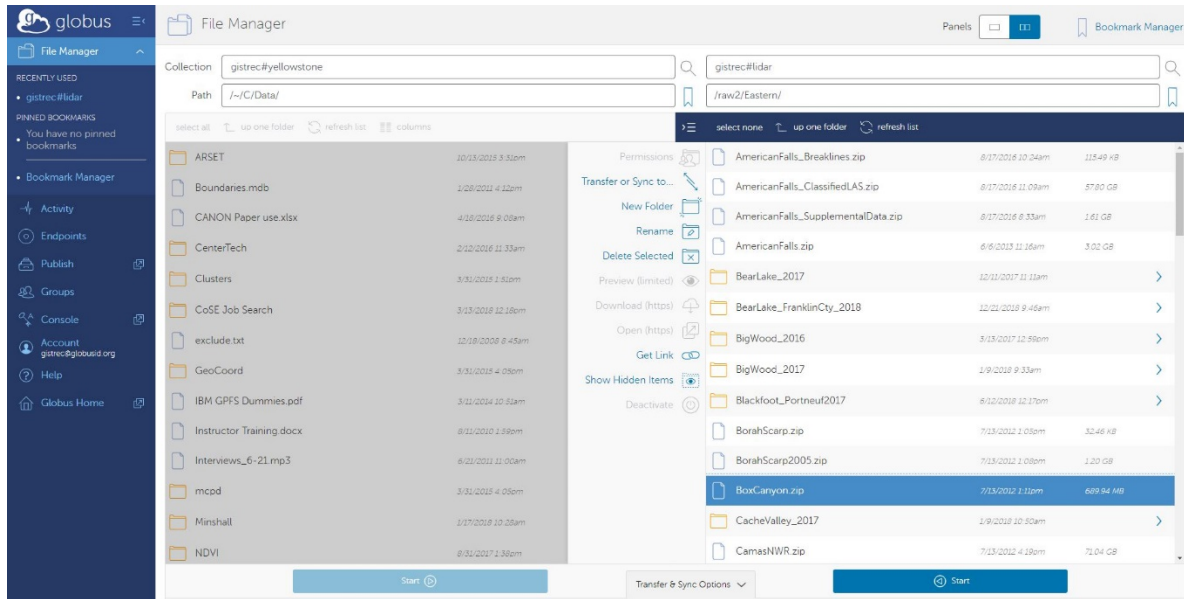 globus
File Manager
RECENTLY USED
gistrec#lidar
PINNED BOOKMARKS
You have no pinned
bookmarks
Bookmark Manager
Activity
Endpoints
Publish
Groups
Console
Account
gistrec@globusid.org
Help
Globus Home
File Manager
Panels
Bookmark Manager
Collection gistrec#yellowstone
Path /~/C/Data/
gistrec#lidar
/raw2/Eastern/
select all up one folder refresh list columns
ARSET 10/13/2015 3:31pm
Boundaries.mdb 1/28/2011 4:12pm
CANON Paper use.xlsx 4/18/2016 9:08am
CenterTech 2/12/2016 11:33am
Clusters 3/31/2015 1:51pm
CoSE Job Search 3/13/2018 12:18pm
exclude.txt 12/18/2008 8:45am
GeoCoord 3/31/2015 4:05pm
IBM GPFS Dummies.pdf 3/11/2014 10:51am
Instructor Training.docx 8/11/2010 1:59pm
Interviews_6-21.mp3 6/21/2011 11:00am
mcpd 3/31/2015 4:05pm
Minshall 1/17/2018 10:28am
NDVI 8/31/2017 1:38pm
Permissions
Transfer or Sync to...
New Folder
Rename
Delete Selected
Preview (limited)
Download (https)
Open (https)
Get Link
Show Hidden Items
Deactivate
select none up one folder refresh list
AmericanFalls_Breaklines.zip 8/17/2016 10:24am 115.49 KB
AmericanFalls_ClassifiedLAS.zip 8/17/2016 11:09am 57.80 GB
AmericanFalls_SupplementalData.zip 8/17/2016 8:33am 1.61 GB
AmericanFalls.zip 6/6/2013 11:16am 3.02 GB
BearLake_2017 12/11/2017 11:11am
BearLake_FranklinCty_2018 12/21/2018 9:46am
BigWood_2016 3/13/2017 12:59pm
BigWood_2017 1/9/2018 9:33am
Blackfoot_Portneuf2017 6/12/2018 12:17pm
BorahScarp.zip 7/13/2012 1:05pm 32.46 KB
BorahScarp2005.zip 7/13/2012 1:08pm 1.20 GB
BoxCanyon.zip 7/13/2012 1:11pm 689.94 MB
CacheValley_2017 1/9/2018 10:50am
CamasNWR.zip 7/13/2012 4:19pm 71.04 GB
Start
Transfer & Sync Options
Start